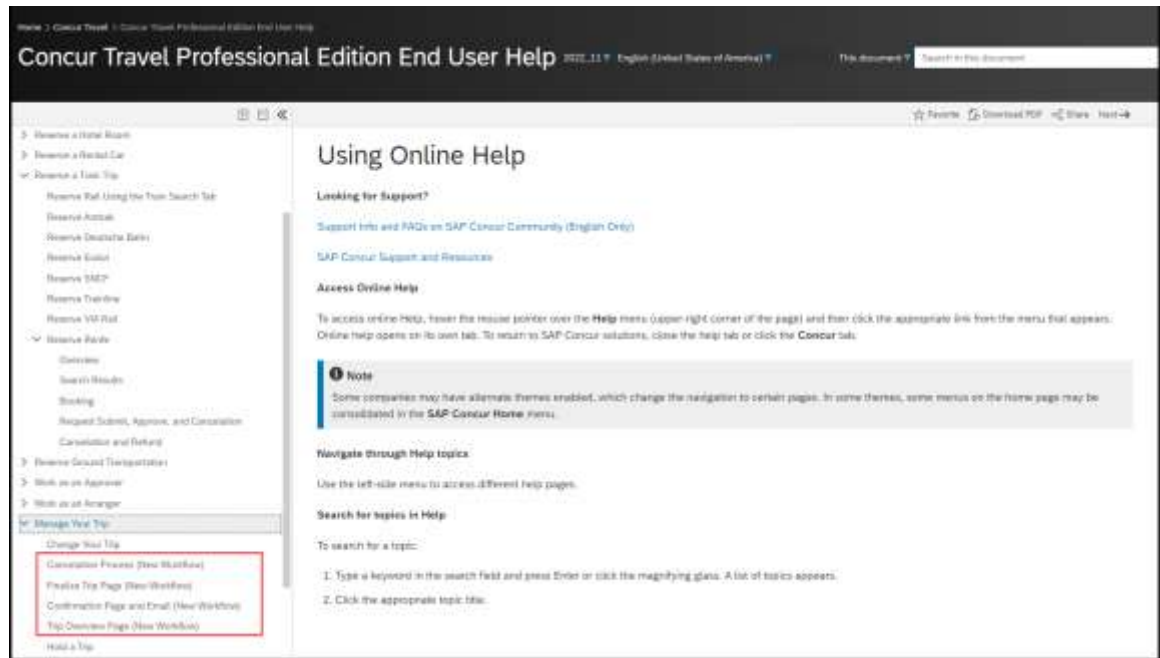 Home > Concur Travel > Concur Travel Professional Edition End User Help
Concur Travel Professional Edition End User Help 2022_11 English (United States of America) This document Search in this document
Favorite Download PDF Share Next
Reserve a Hotel Room
Reserve a Rental Car
Reserve a Train Trip
Reserve Rail Using the Train Search Tab
Reserve Amtrak
Reserve Deutsche Bahn
Reserve
Reserve SNCF
Reserve Trainline
Reserve VIA Rail
Reserve Renfe
Overview
Search Results
Booking
Request Submit, Approve, and Cancelation
Cancelation and Refund
Reserve Ground Transportation
Work as an Approver
Work as an Arranger
Manage Your Trip
Change Your Trip
Cancelation Process (New Workflow)
Finalize Trip Page (New Workflow)
Confirmation Page and Email (New Workflow)
Trip Overview Page (New Workflow)
Hold a Trip
Using Online Help
Looking for Support?
Support Info and FAQs on SAP Concur Community (English Only)
SAP Concur Support and Resources
Access Online Help
To access online Help, hover the mouse pointer over the Help menu (upper-right corner of the page) and then click the appropriate link from the menu that appears.
Online help opens on its own tab. To return to SAP Concur solutions, close the help tab or click the Concur tab.
Note
Some companies may have alternate themes enabled, which change the navigation to certain pages. In some themes, some menus on the home page may be
consolidated in the SAP Concur Home menu.
Navigate through Help topics
Use the left-side menu to access different help pages.
Search for topics in Help
To search for a topic:
1. Type a keyword in the search field and press Enter or click the magnifying glass. A list of topics appears.
2. Click the appropriate topic title.